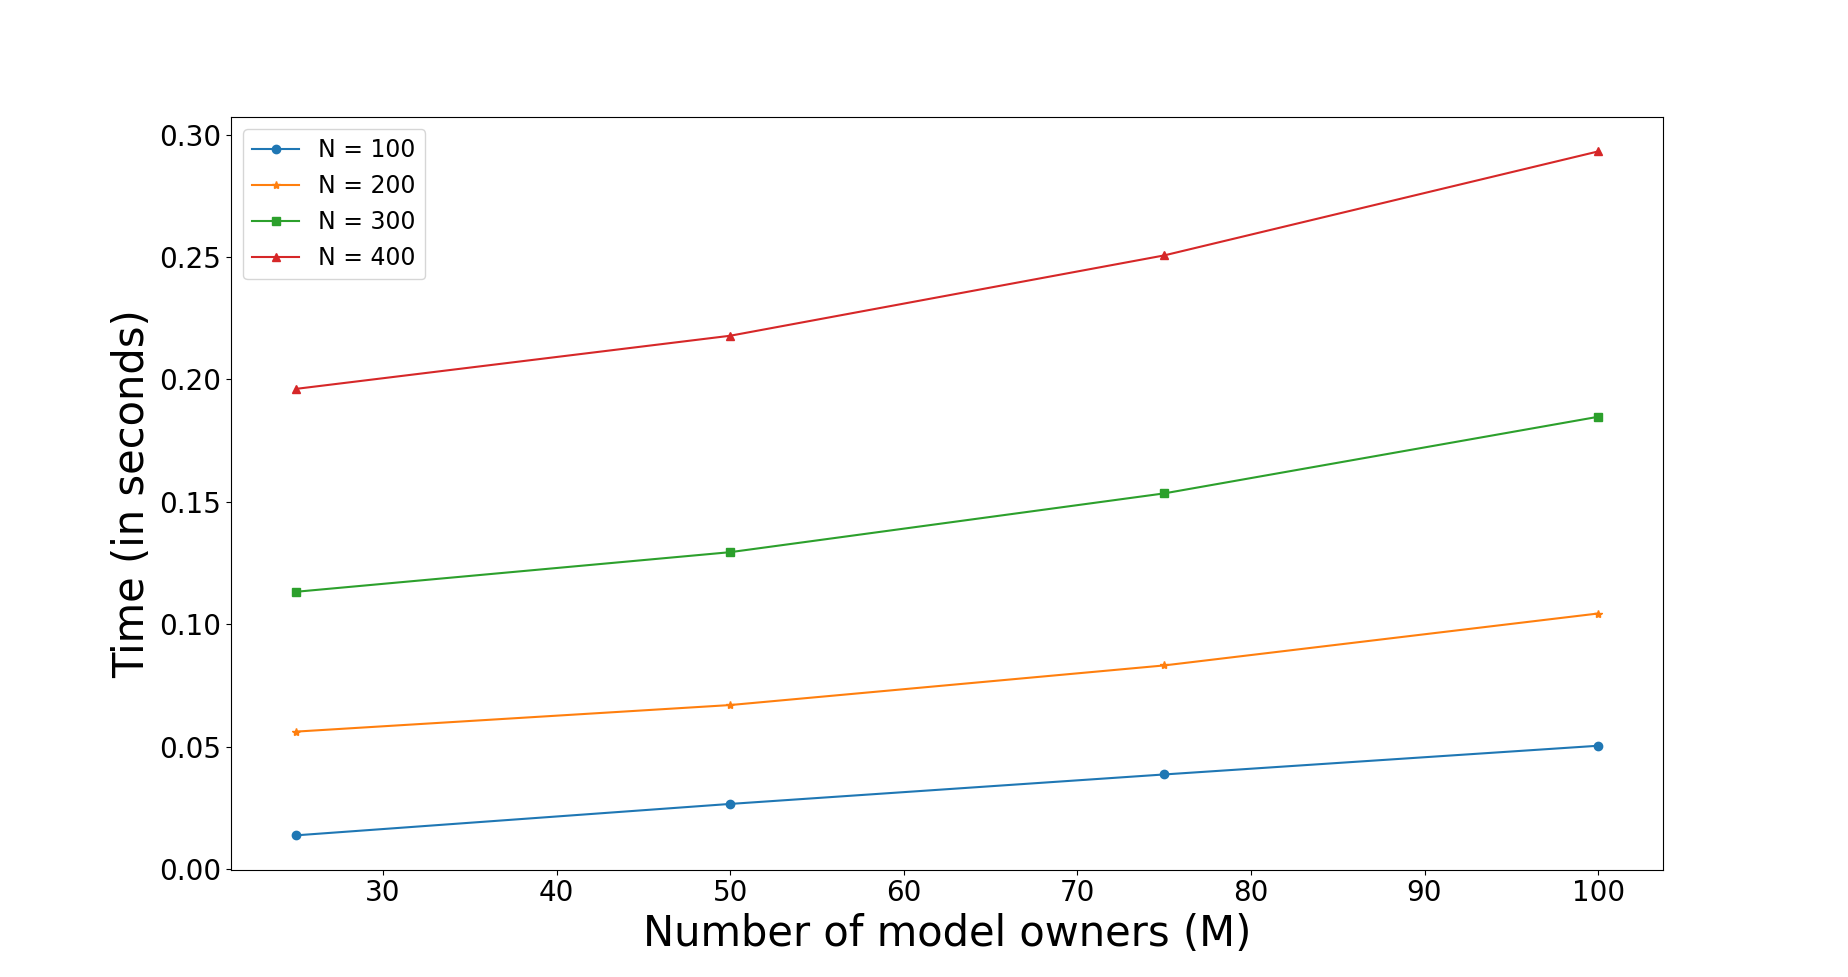 N = 100
N = 200
N = 300
N = 400
Time (in seconds)
0.30
0.25
0.20
0.15
0.10
0.05
0.00
30 40 50 60 70 80 90 100
Number of model owners (M)